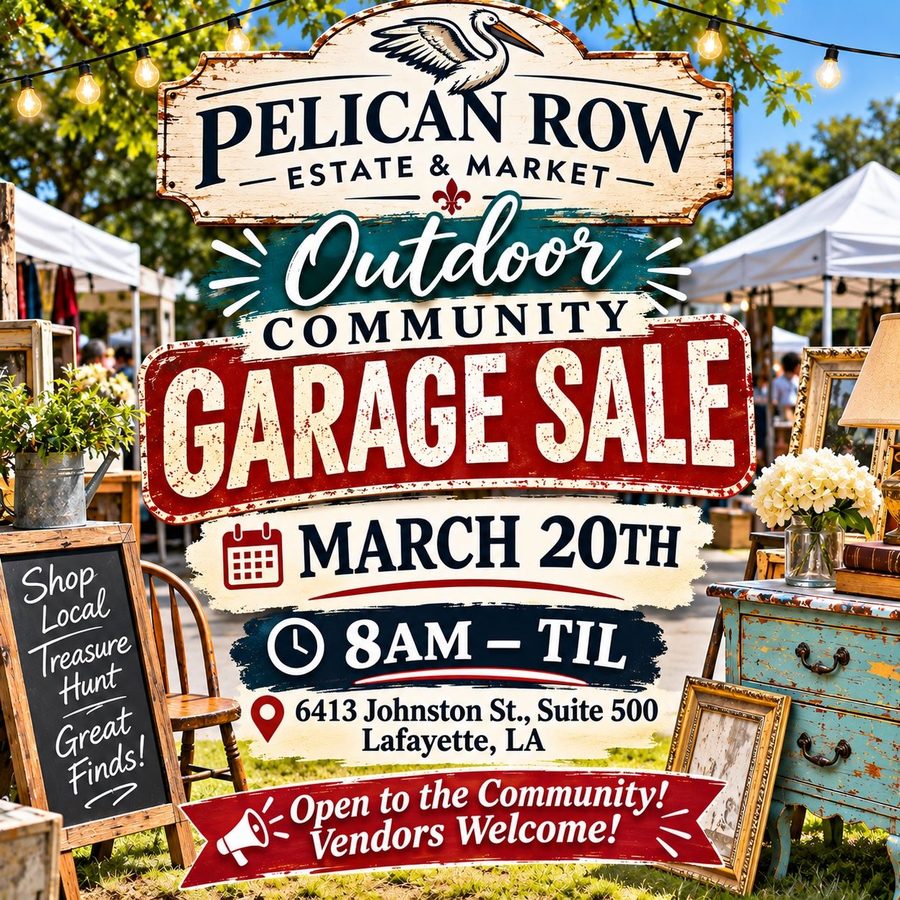 PELICAN ROW
ESTATE & MARKET
Outdoor
COMMUNITY
GARAGE SALE
MARCH 20TH
8AM – TIL
6413 Johnston St., Suite 500
Lafayette, LA
Open to the Community!
Vendors Welcome!
Shop
Local
Treasure
Hunt
Great
Finds!